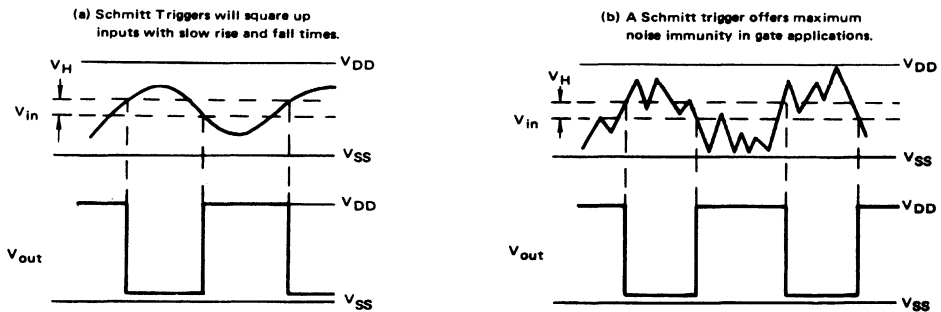 (a) Schmitt Triggers will square up
inputs with slow rise and fall times.
VH
VDD
Vin
VSS
VDD
Vout
VSS
(b) A Schmitt trigger offers maximum
noise immunity in gate applications.
VH
VDD
Vin
VSS
VDD
Vout
VSS